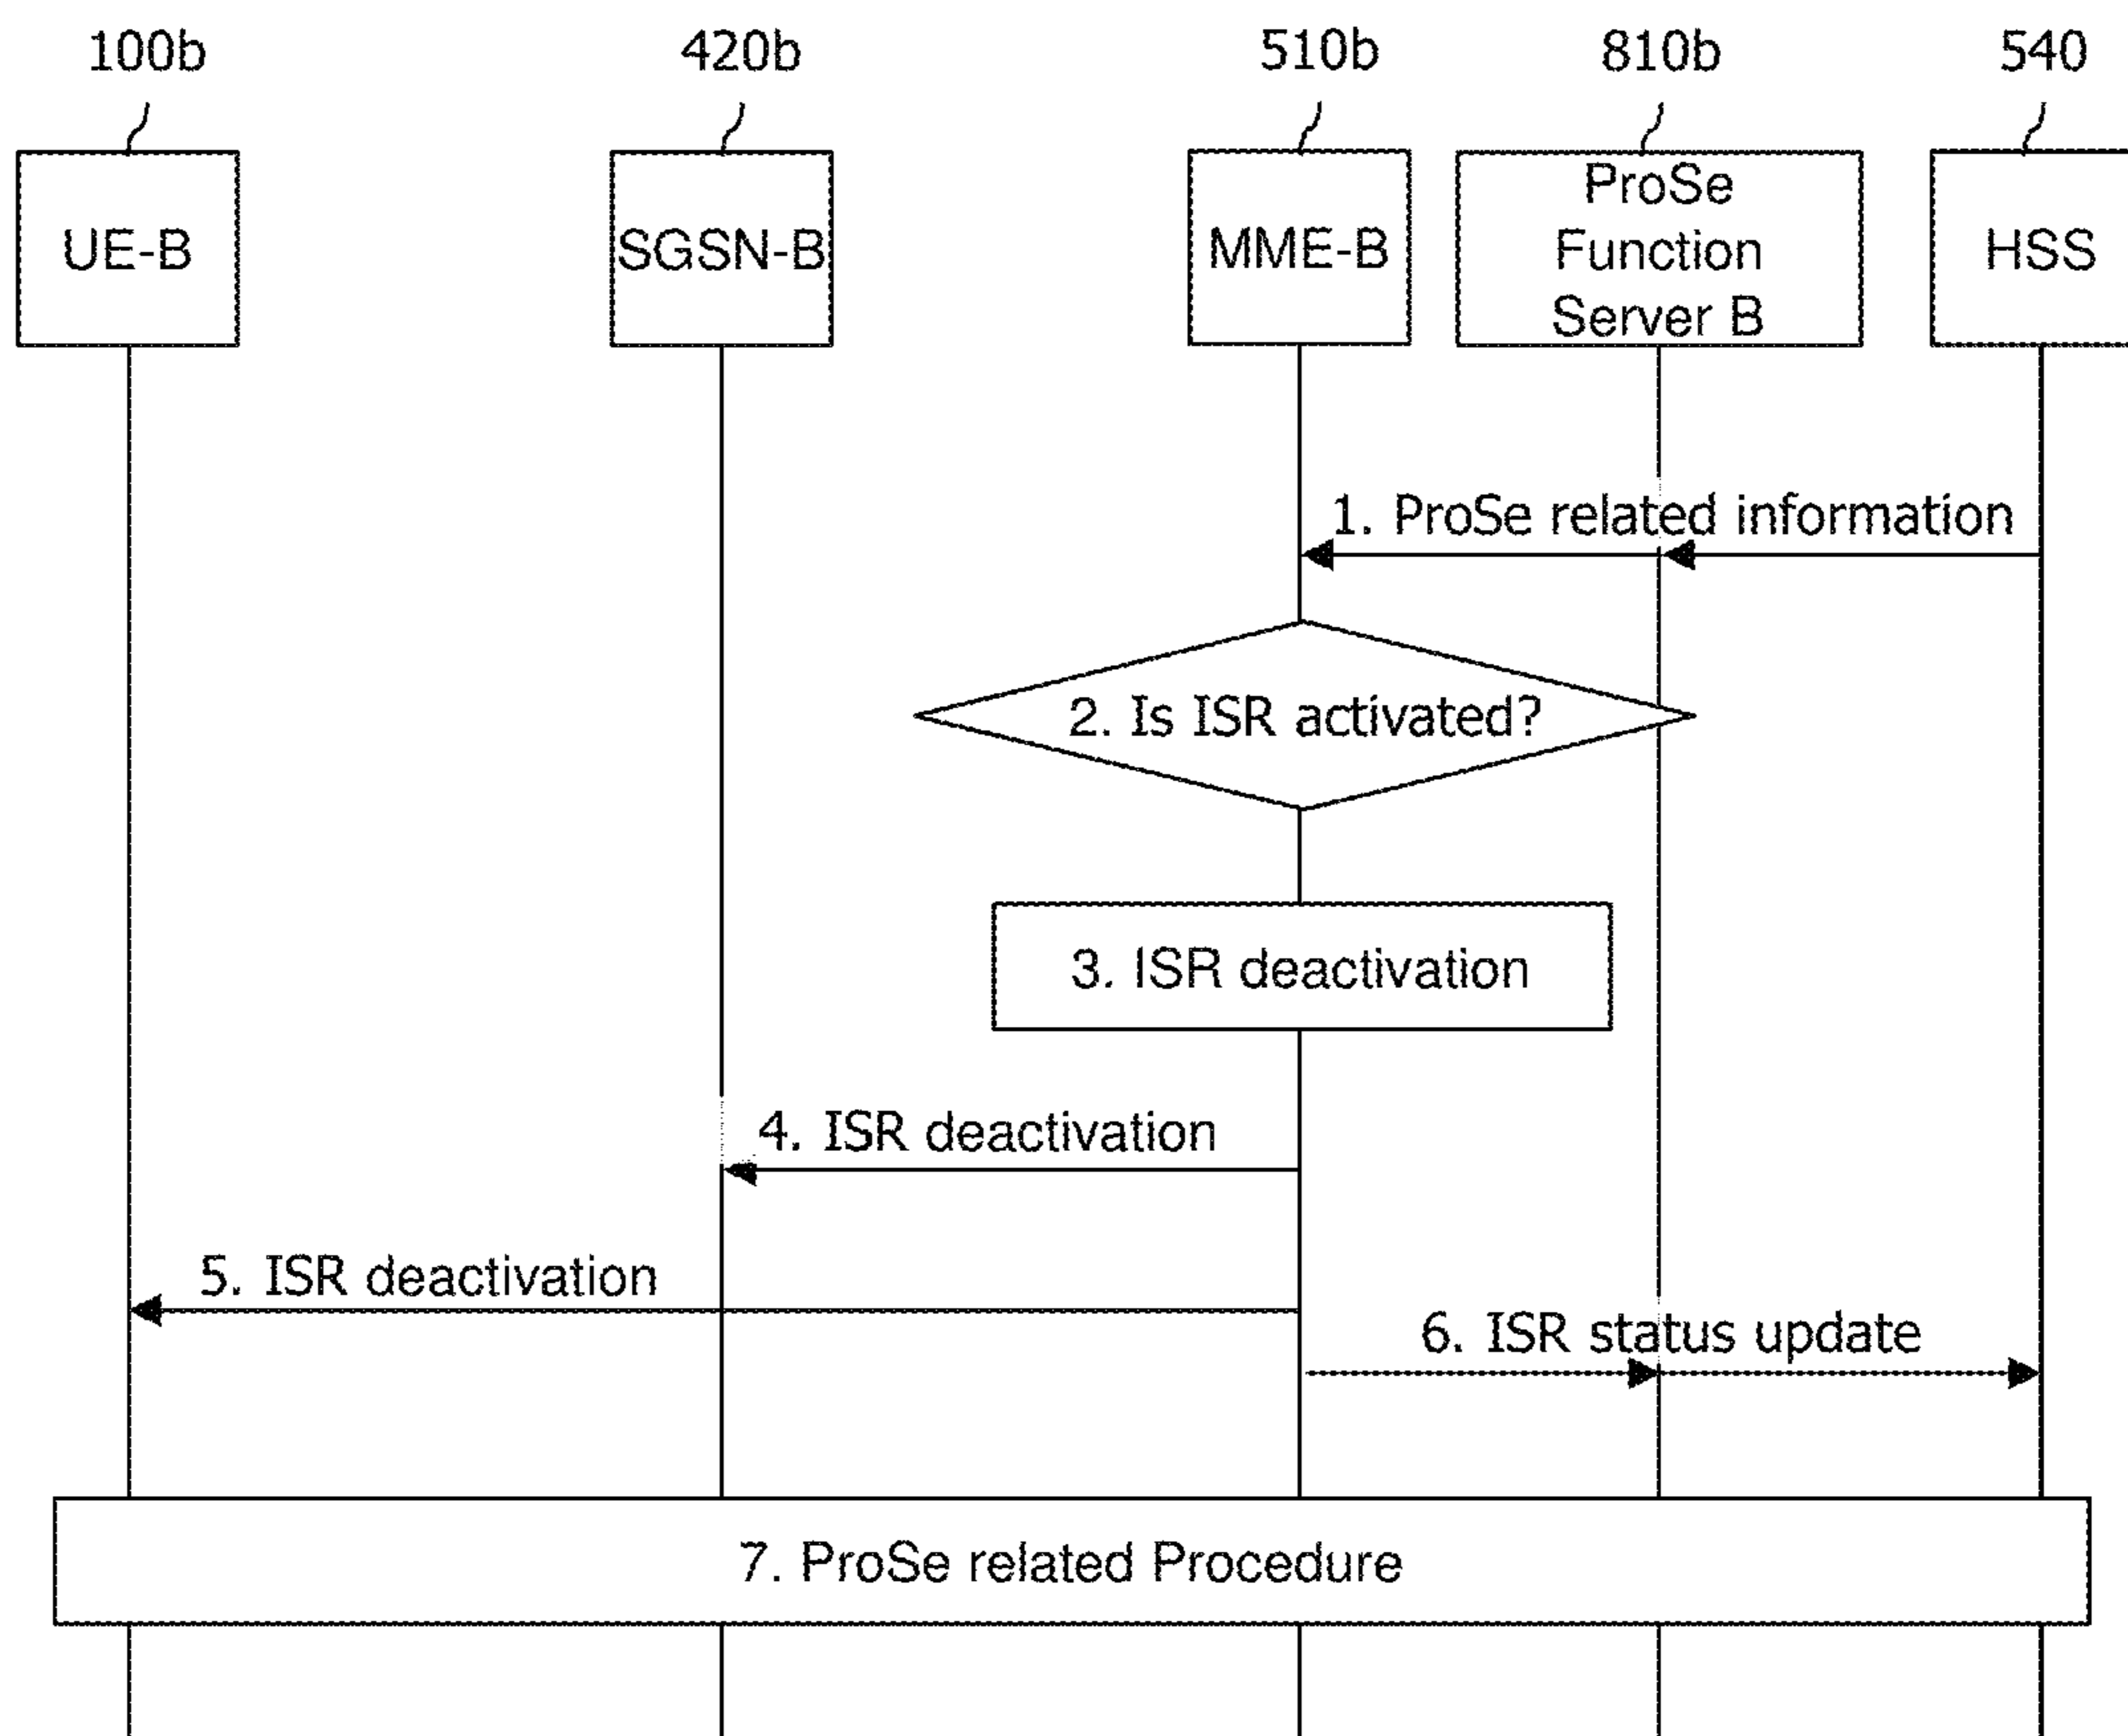 100b
420b
510b
810b
540
UE-B
SGSN-B
MME-B
ProSe
Function
Server B
HSS
1. ProSe related information
2. Is ISR activated?
3. ISR deactivation
4. ISR deactivation
5. ISR deactivation
6. ISR status update
7. ProSe related Procedure